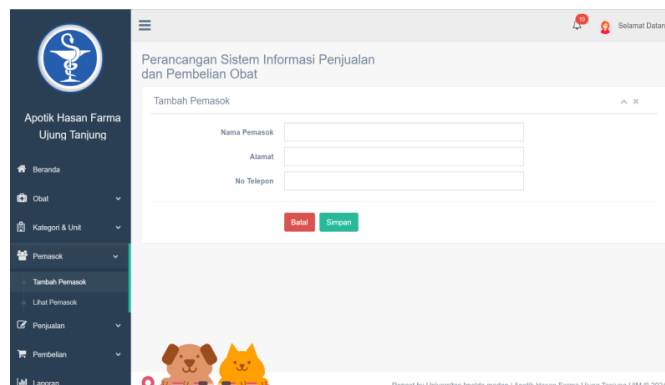 19
Selamat Datan
Perancangan Sistem Informasi Penjualan
dan Pembelian Obat
Apotik Hasan Farma
Ujung Tanjung
Beranda
Obat
Kategori & Unit
Pemasok
Tambah Pemasok
Lihat Pemasok
Penjualan
Pembelian
Laporan
Tambah Pemasok
Nama Pemasok
Alamat
No Telepon
Batal
Simpan